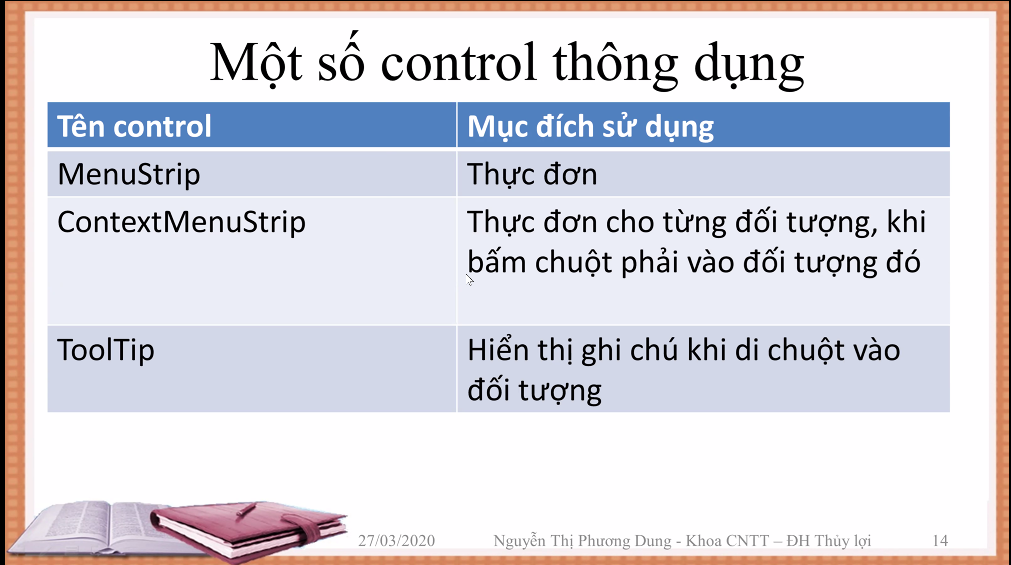 Một số control thông dụng
Tên control
Mục đích sử dụng
MenuStrip
Thực đơn
ContextMenuStrip
Thực đơn cho từng đối tượng, khi
bấm chuột phải vào đối tượng đó
ToolTip
Hiển thị ghi chú khi di chuột vào
đối tượng
27/03/2020
Nguyễn Thị Phương Dung - Khoa CNTT – ĐH Thủy lợi
14